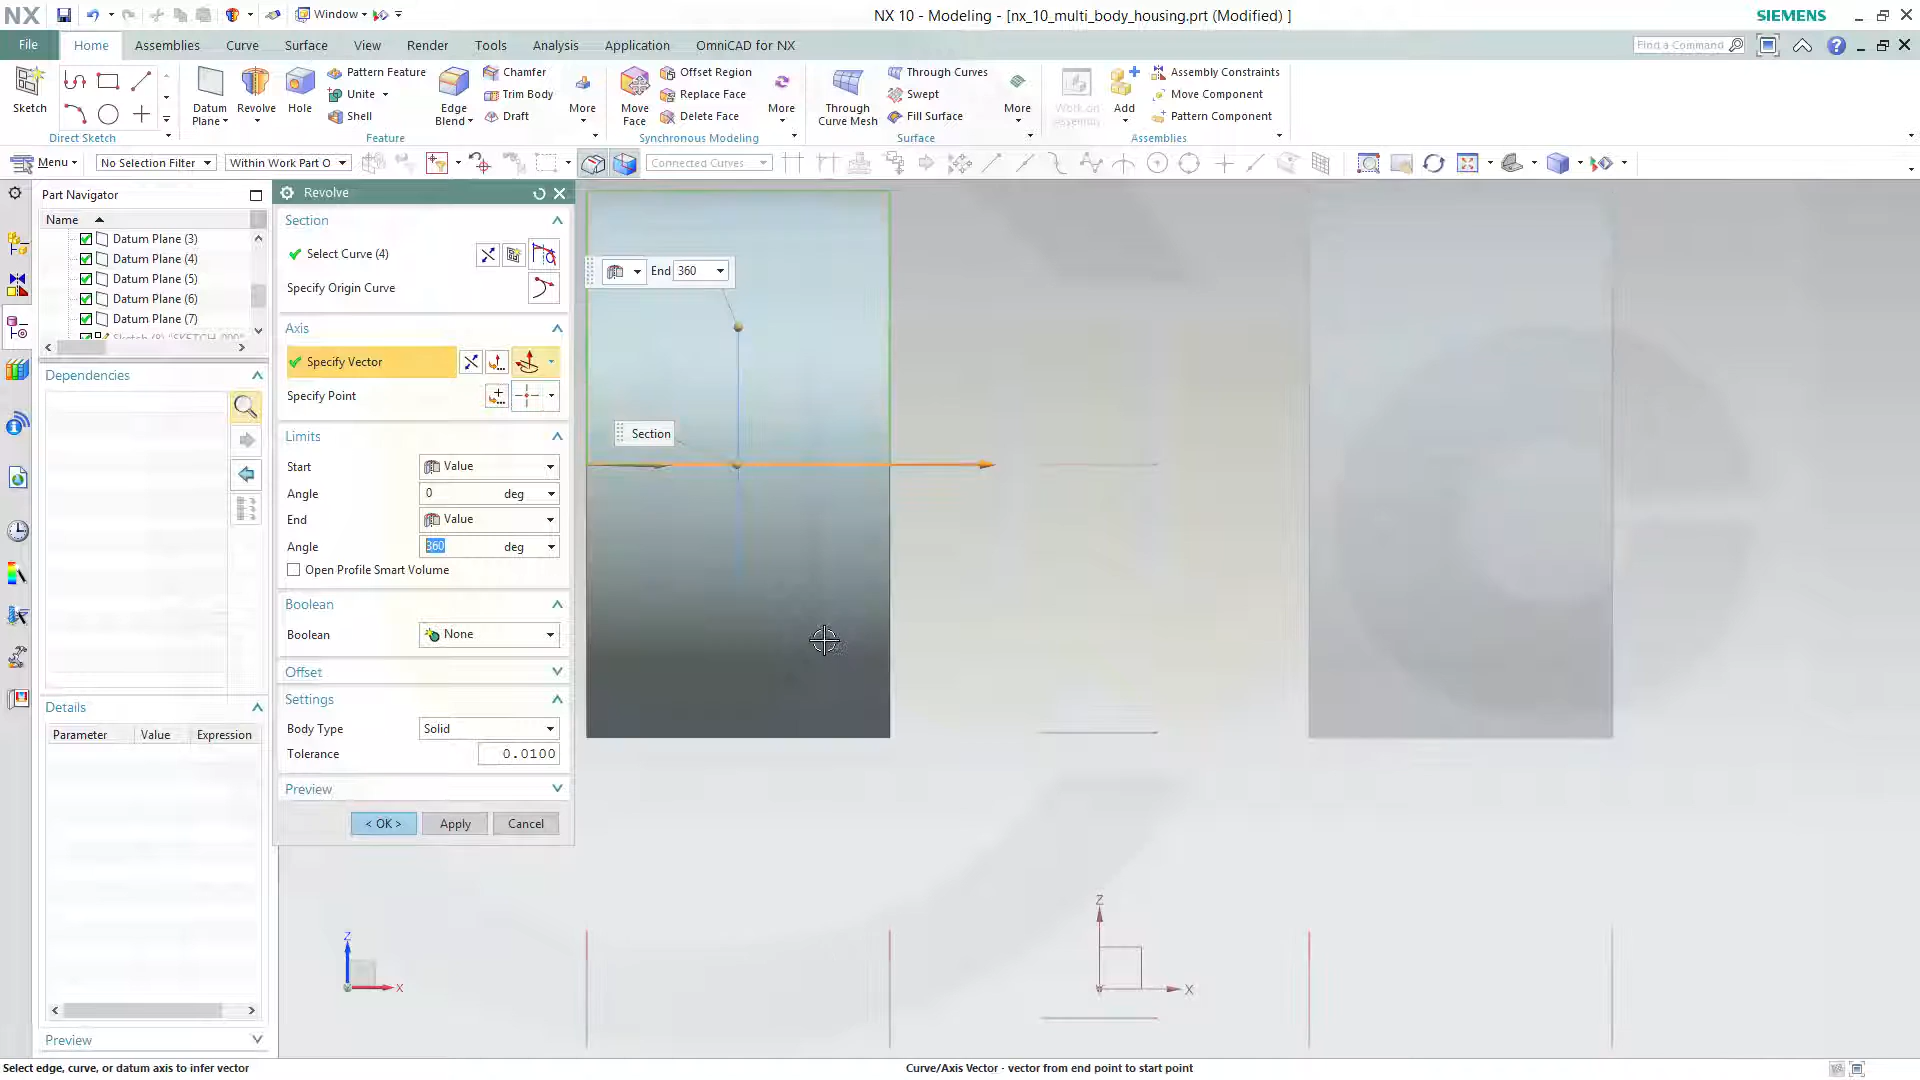 NX
Window
NX 10 - Modeling - [nx_10_multi_body_housing.prt (Modified) ]
SIEMENS
File
Home
Assemblies
Curve
Surface
View
Render
Tools
Analysis
Application
OmniCAD for NX
Find a Command
Sketch
Direct Sketch
Datum
Plane
Revolve
Hole
Pattern Feature
Unite
Shell
Edge
Blend
Chamfer
Trim Body
Draft
More
Feature
Move
Face
Offset Region
Replace Face
Delete Face
More
Synchronous Modeling
Through
Curve Mesh
Through Curves
Swept
Fill Surface
More
Surface
Work on
Assembly
Add
Assembly Constraints
Move Component
Pattern Component
Assemblies
Menu
No Selection Filter
Within Work Part O
Connected Curves
Part Navigator
Name
Datum Plane (3)
Datum Plane (4)
Datum Plane (5)
Datum Plane (6)
Datum Plane (7)
Sketch (8) "SKETCH_000"
Dependencies
Details
Parameter
Value
Expression
Preview
Revolve
Section
Select Curve (4)
Specify Origin Curve
Axis
Specify Vector
Specify Point
Limits
Start
Value
Angle
0
deg
End
Value
Angle
360
deg
Open Profile Smart Volume
Boolean
Boolean
None
Offset
Settings
Body Type
Solid
Tolerance
0.0100
Preview
< OK >
Apply
Cancel
End 360
Section
Z
X
Z
X
Select edge, curve, or datum axis to infer vector
Curve/Axis Vector - vector from end point to start point